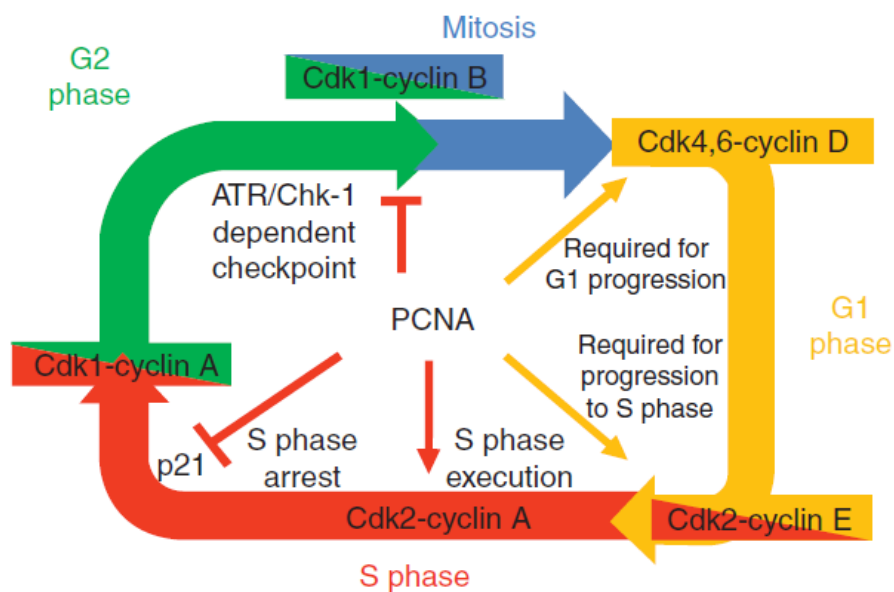 Mitosis
G2
phase
Cdk1-cyclin B
Cdk4,6-cyclin D
ATR/Chk-1
dependent
checkpoint
Required for
G1 progression
G1
phase
PCNA
Required for
progression
to S phase
Cdk1-cyclin A
p21
S phase
arrest
S phase
execution
Cdk2-cyclin A
Cdk2-cyclin E
S phase